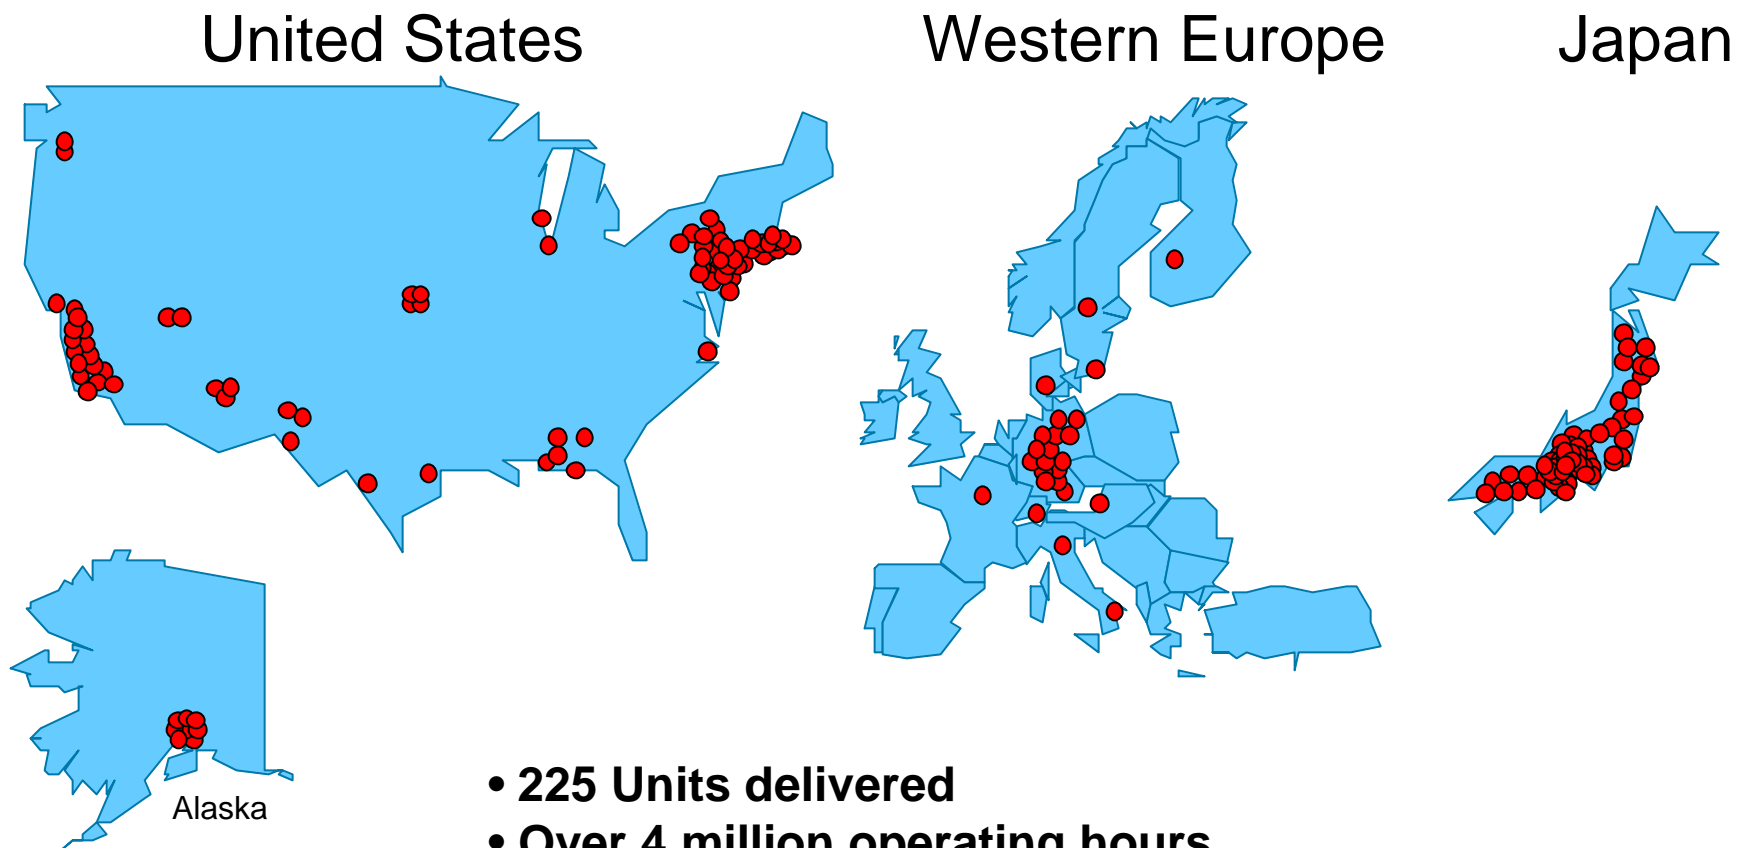 United States
Western Europe
Japan
Alaska
• 225 Units delivered
• Over 4 million operating hours